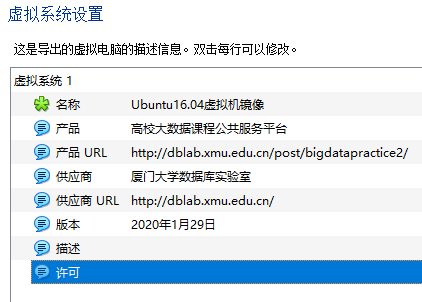 虚拟系统设置
这是导出的虚拟电脑的描述信息。双击每行可以修改。
虚拟系统 1
名称 Ubuntu16.04虚拟机镜像
产品 高校大数据课程公共服务平台
产品 URL http://dblab.xmu.edu.cn/post/bigdatapractice2/
供应商 厦门大学数据库实验室
供应商 URL http://dblab.xmu.edu.cn/
版本 2020年1月29日
描述
许可